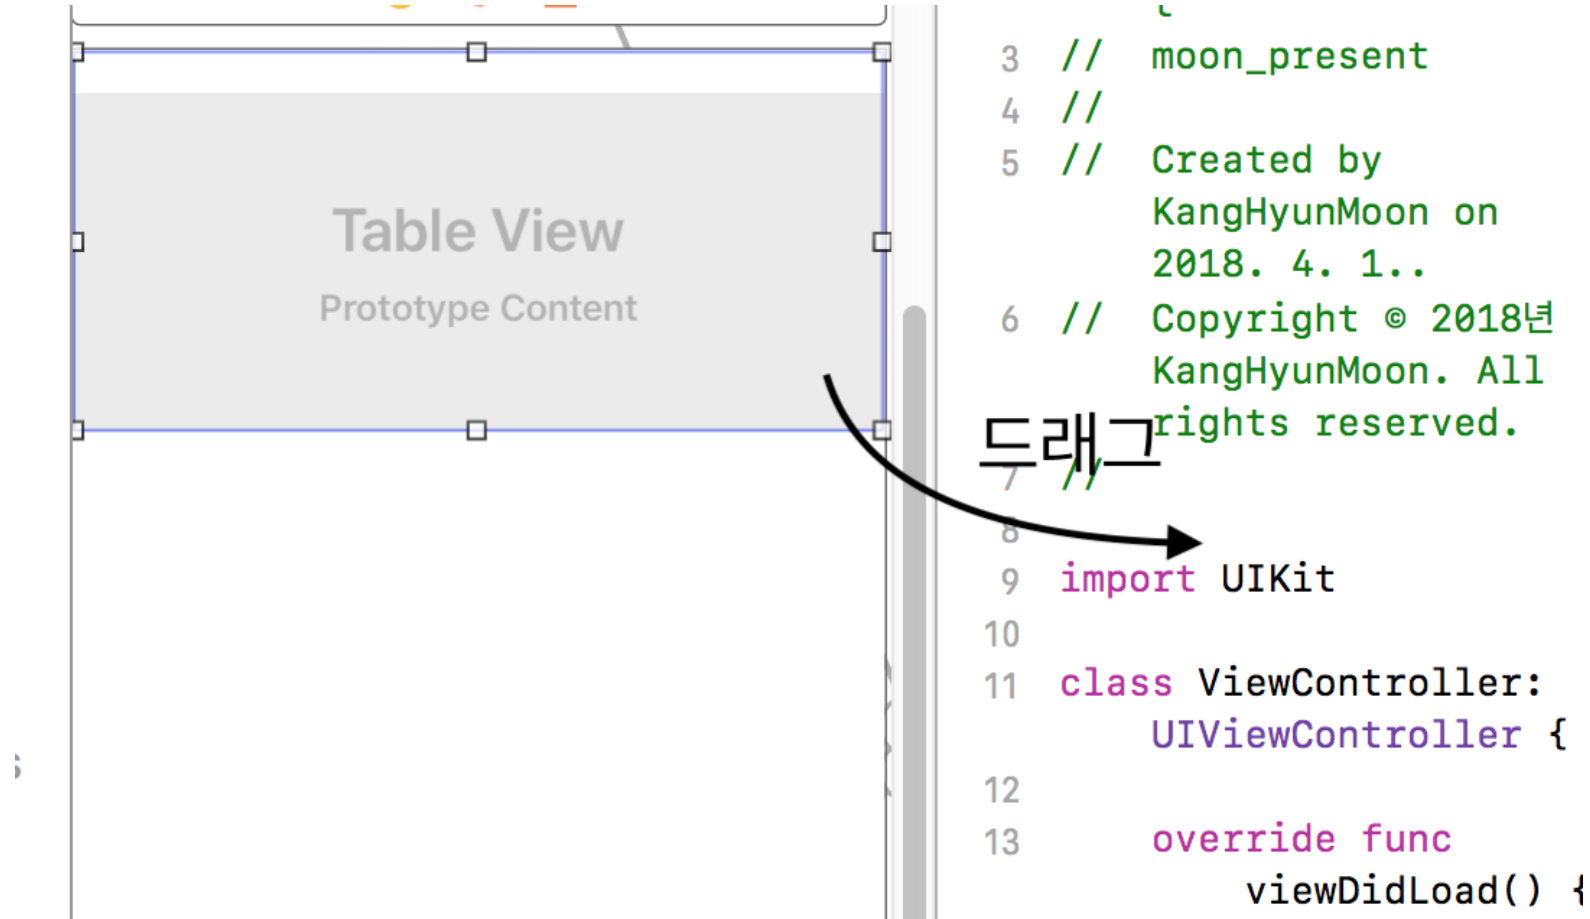 Table View
Prototype Content
드래그
{
3 // moon_present
4 //
5 // Created by
KangHyunMoon on
2018. 4. 1..
6 // Copyright © 2018년
KangHyunMoon. All
rights reserved.
7 //
8
9 import UIKit
10
11 class ViewController:
UIViewController {
12
13 override func
viewDidLoad() {
s